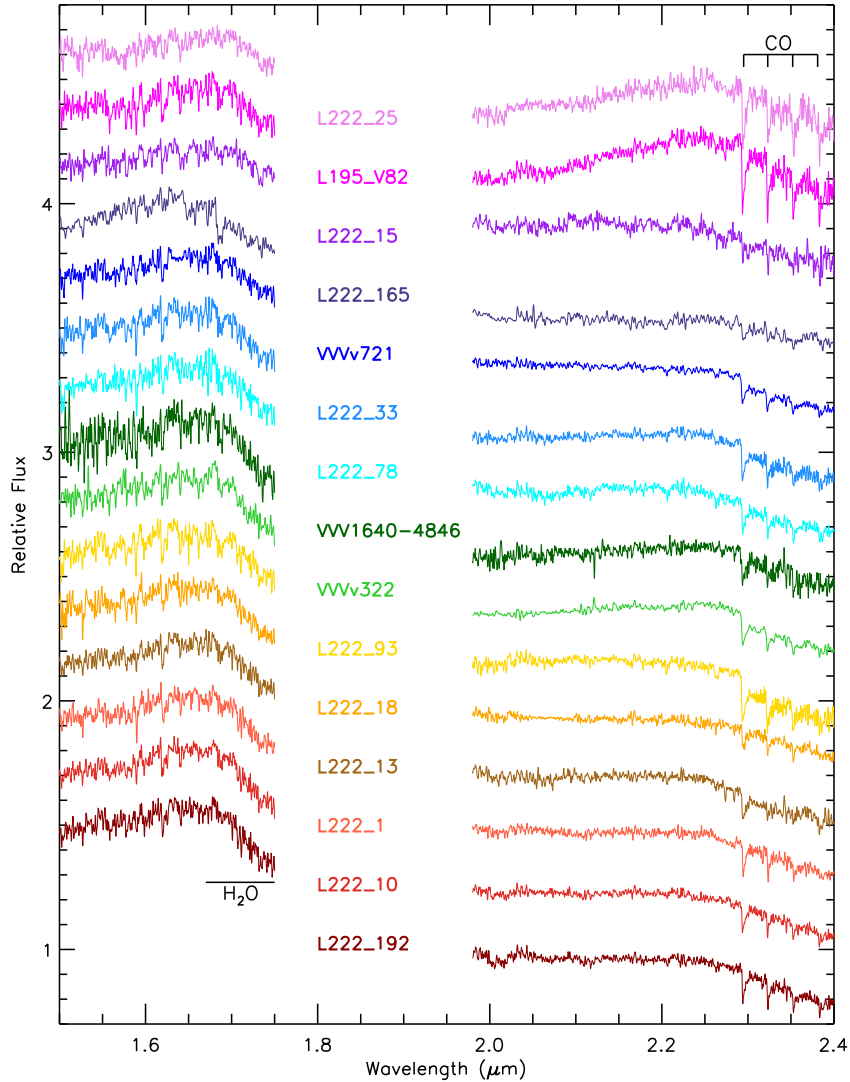 CO
L222_25
L195_V82
4
L222_15
L222_165
VVVv721
L222_33
3
L222_78
VVV1640-4846
Relative Flux
VVVv322
L222_93
2
L222_18
L222_13
L222_1
L222_10
H2O
L222_192
1
1.6 1.8 2.0 2.2 2.4
Wavelength (μm)